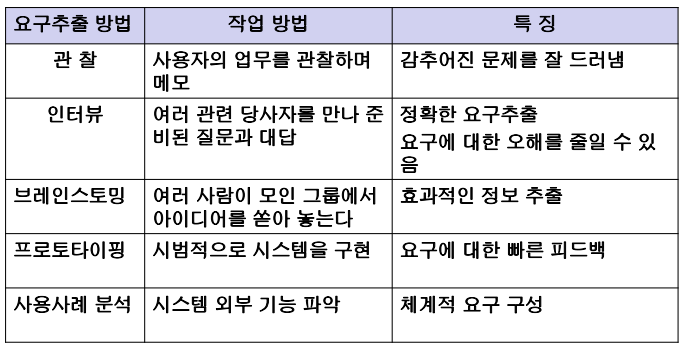 요구추출 방법 작업 방법 특 징
관 찰 사용자의 업무를 관찰하며 감추어진 문제를 잘 드러냄
메모
인터뷰 여러 관련 당사자를 만나 준 정확한 요구추출
비된 질문과 대답 요구에 대한 오해를 줄일 수 있
음
브레인스토밍 여러 사람이 모인 그룹에서 효과적인 정보 추출
아이디어를 쏟아 놓는다
프로토타이핑 시범적으로 시스템을 구현 요구에 대한 빠른 피드백
사용사례 분석 시스템 외부 기능 파악 체계적 요구 구성